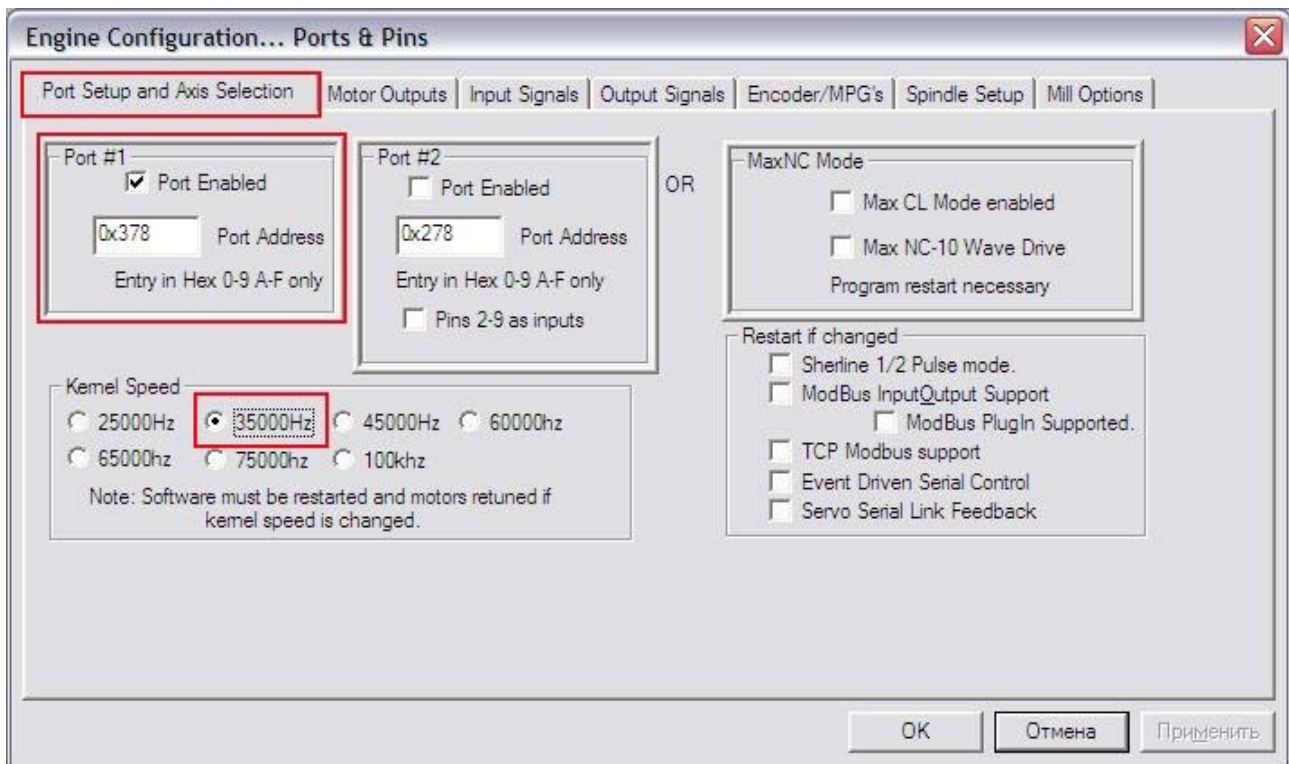 Engine Configuration... Ports & Pins
Port Setup and Axis Selection
Motor Outputs
Input Signals
Output Signals
Encoder/MPG's
Spindle Setup
Mill Options
Port #1
Port Enabled
0x378
Port Address
Entry in Hex 0-9 A-F only
Port #2
Port Enabled
0x278
Port Address
Entry in Hex 0-9 A-F only
Pins 2-9 as inputs
OR
MaxNC Mode
Max CL Mode enabled
Max NC-10 Wave Drive
Program restart necessary
Restart if changed
Sherline 1/2 Pulse mode.
ModBus InputOutput Support
ModBus PlugIn Supported.
TCP Modbus support
Event Driven Serial Control
Servo Serial Link Feedback
Kernel Speed
25000Hz
35000Hz
45000Hz
60000hz
65000hz
75000hz
100khz
Note: Software must be restarted and motors retuned if
kernel speed is changed.
OK
Отмена
Применить